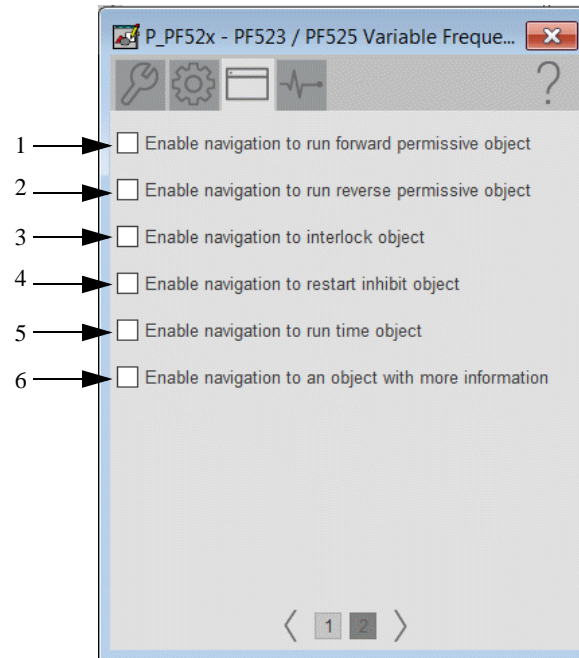 P_PF52x - PF523 / PF525 Variable Freque...
?
1 Enable navigation to run forward permissive object
2 Enable navigation to run reverse permissive object
3 Enable navigation to interlock object
4 Enable navigation to restart inhibit object
5 Enable navigation to run time object
6 Enable navigation to an object with more information
1 2